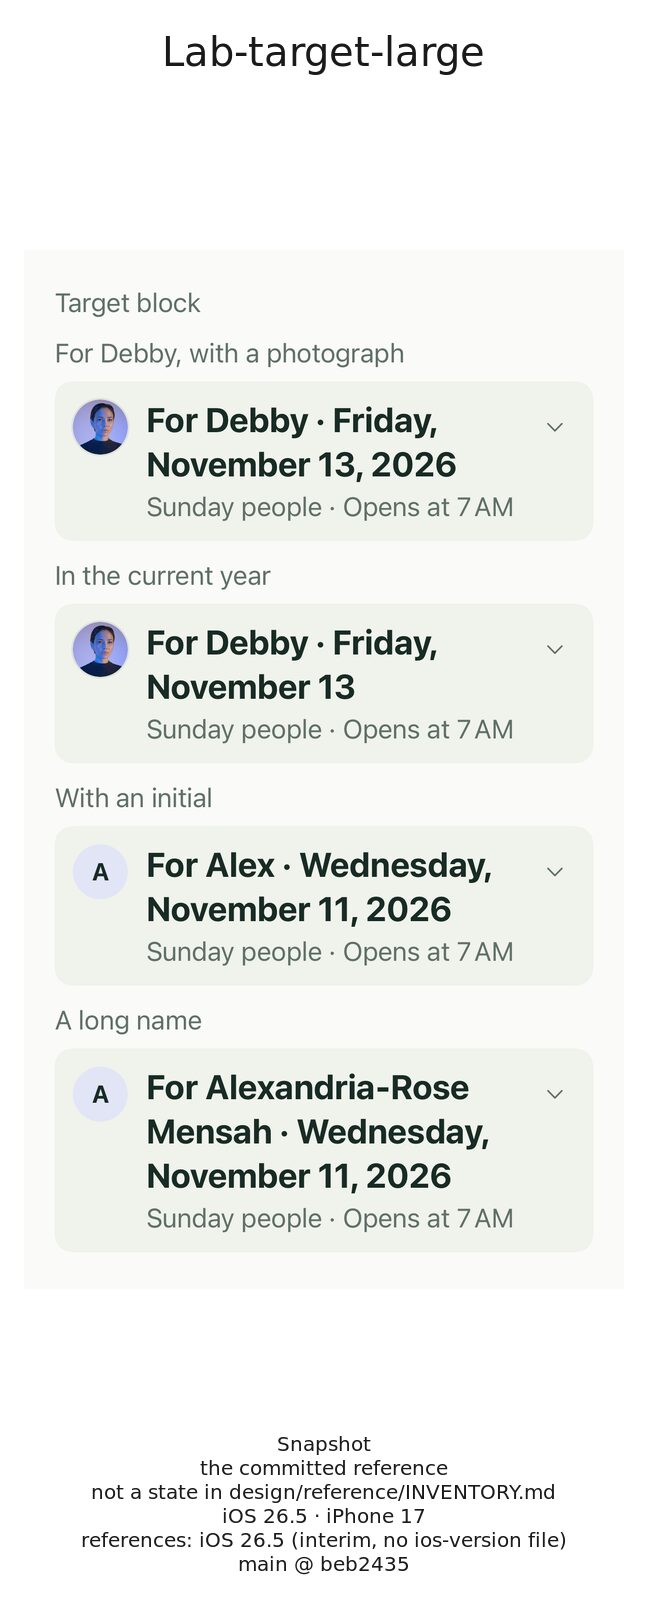 Lab-target-large
Target block
For Debby, with a photograph
For Debby · Friday,
November 13, 2026
Sunday people · Opens at 7 AM
In the current year
For Debby · Friday,
November 13
Sunday people · Opens at 7 AM
With an initial
A
For Alex · Wednesday,
November 11, 2026
Sunday people · Opens at 7 AM
A long name
A
For Alexandria-Rose
Mensah · Wednesday,
November 11, 2026
Sunday people · Opens at 7 AM
Snapshot
the committed reference
not a state in design/reference/INVENTORY.md
iOS 26.5 · iPhone 17
references: iOS 26.5 (interim, no ios-version file)
main @ beb2435